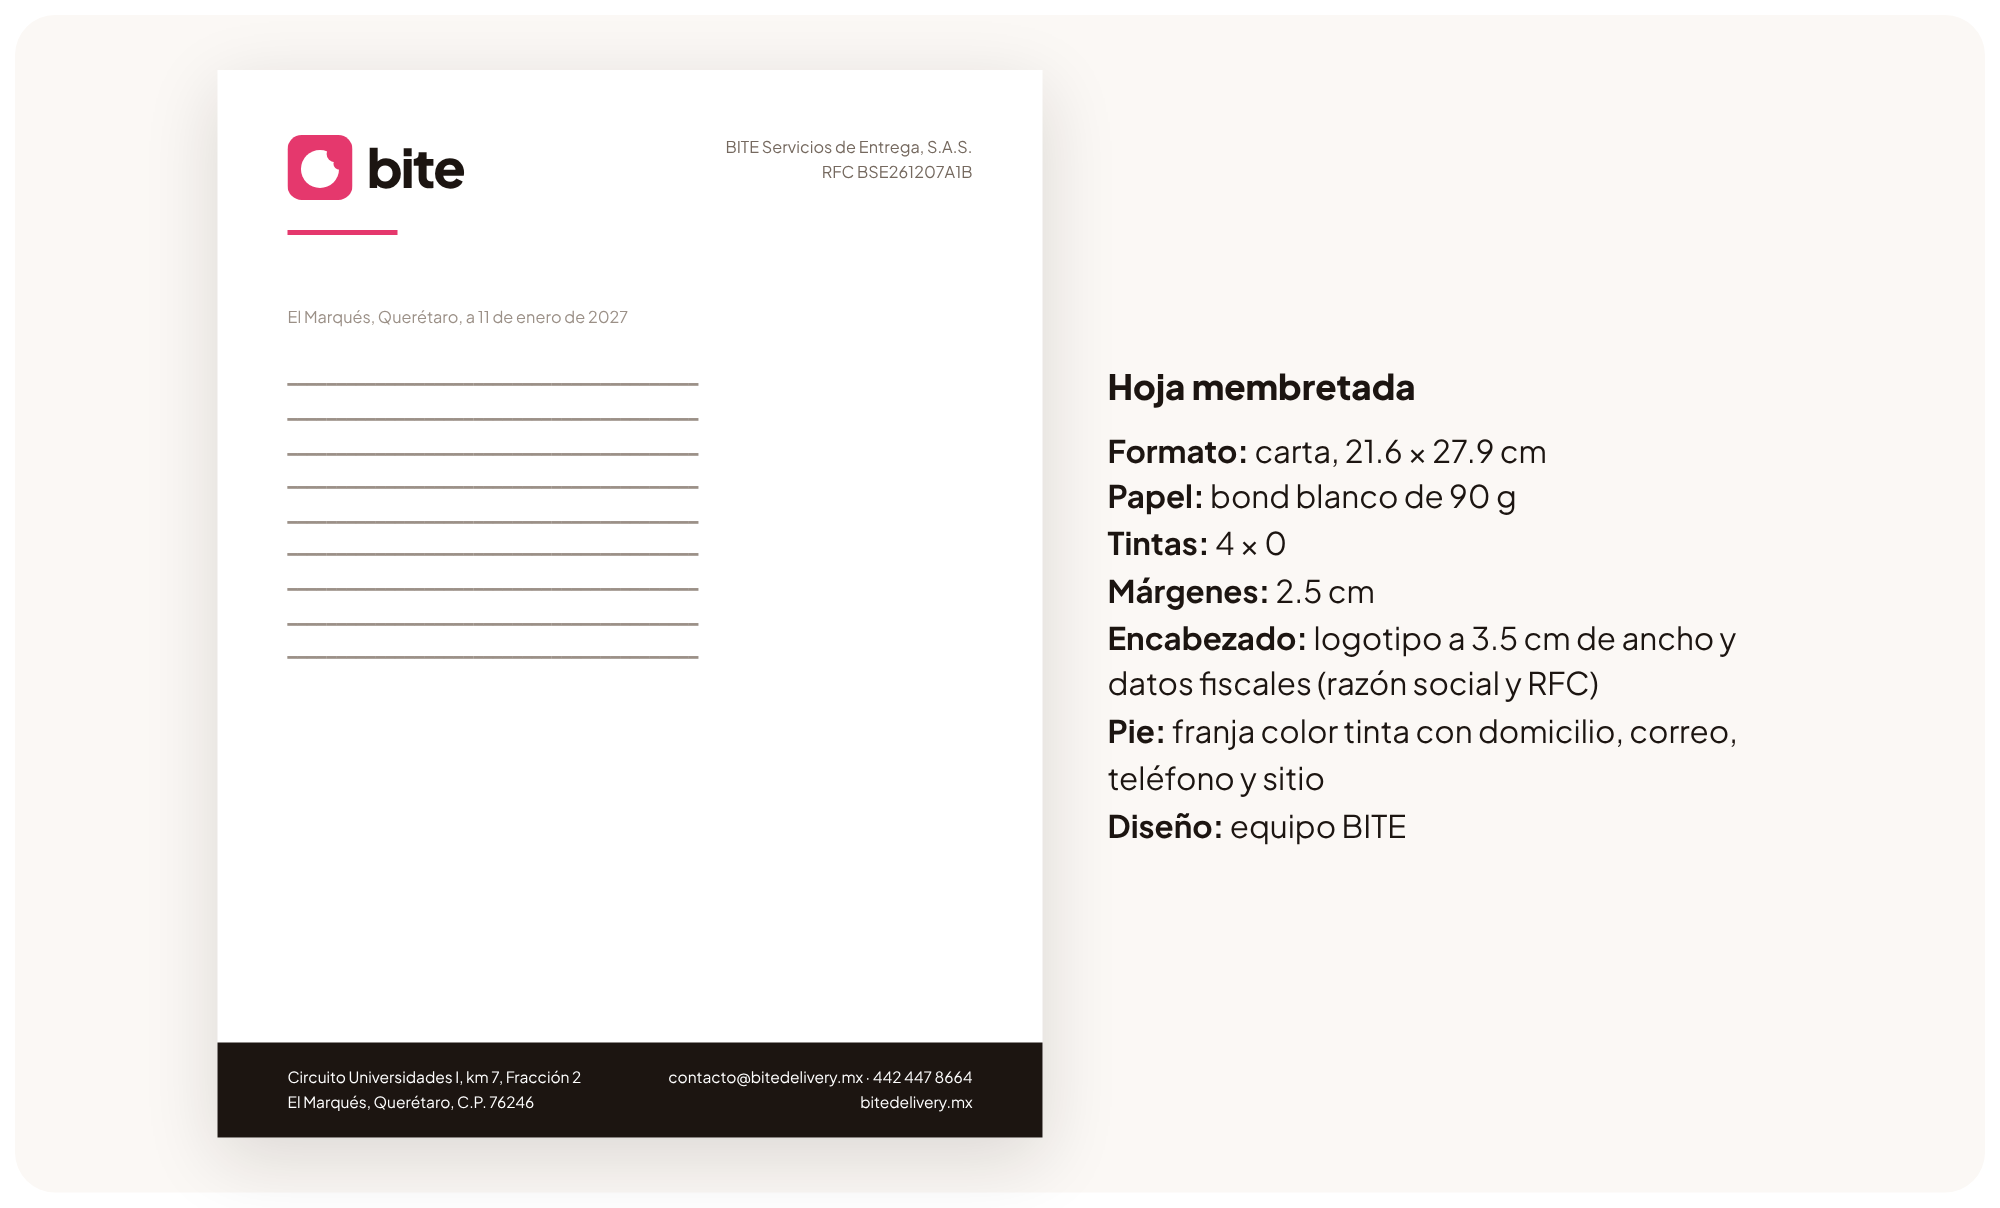 bite
BITE Servicios de Entrega, S.A.S.
RFC BSE261207A1B
El Marqués, Querétaro, a 11 de enero de 2027
Circuito Universidades I, km 7, Fracción 2
El Marqués, Querétaro, C.P. 76246
contacto@bitedelivery.mx · 442 447 8664
bitedelivery.mx
Hoja membretada
Formato: carta, 21.6 × 27.9 cm
Papel: bond blanco de 90 g
Tintas: 4 × 0
Márgenes: 2.5 cm
Encabezado: logotipo a 3.5 cm de ancho y
datos fiscales (razón social y RFC)
Pie: franja color tinta con domicilio, correo,
teléfono y sitio
Diseño: equipo BITE